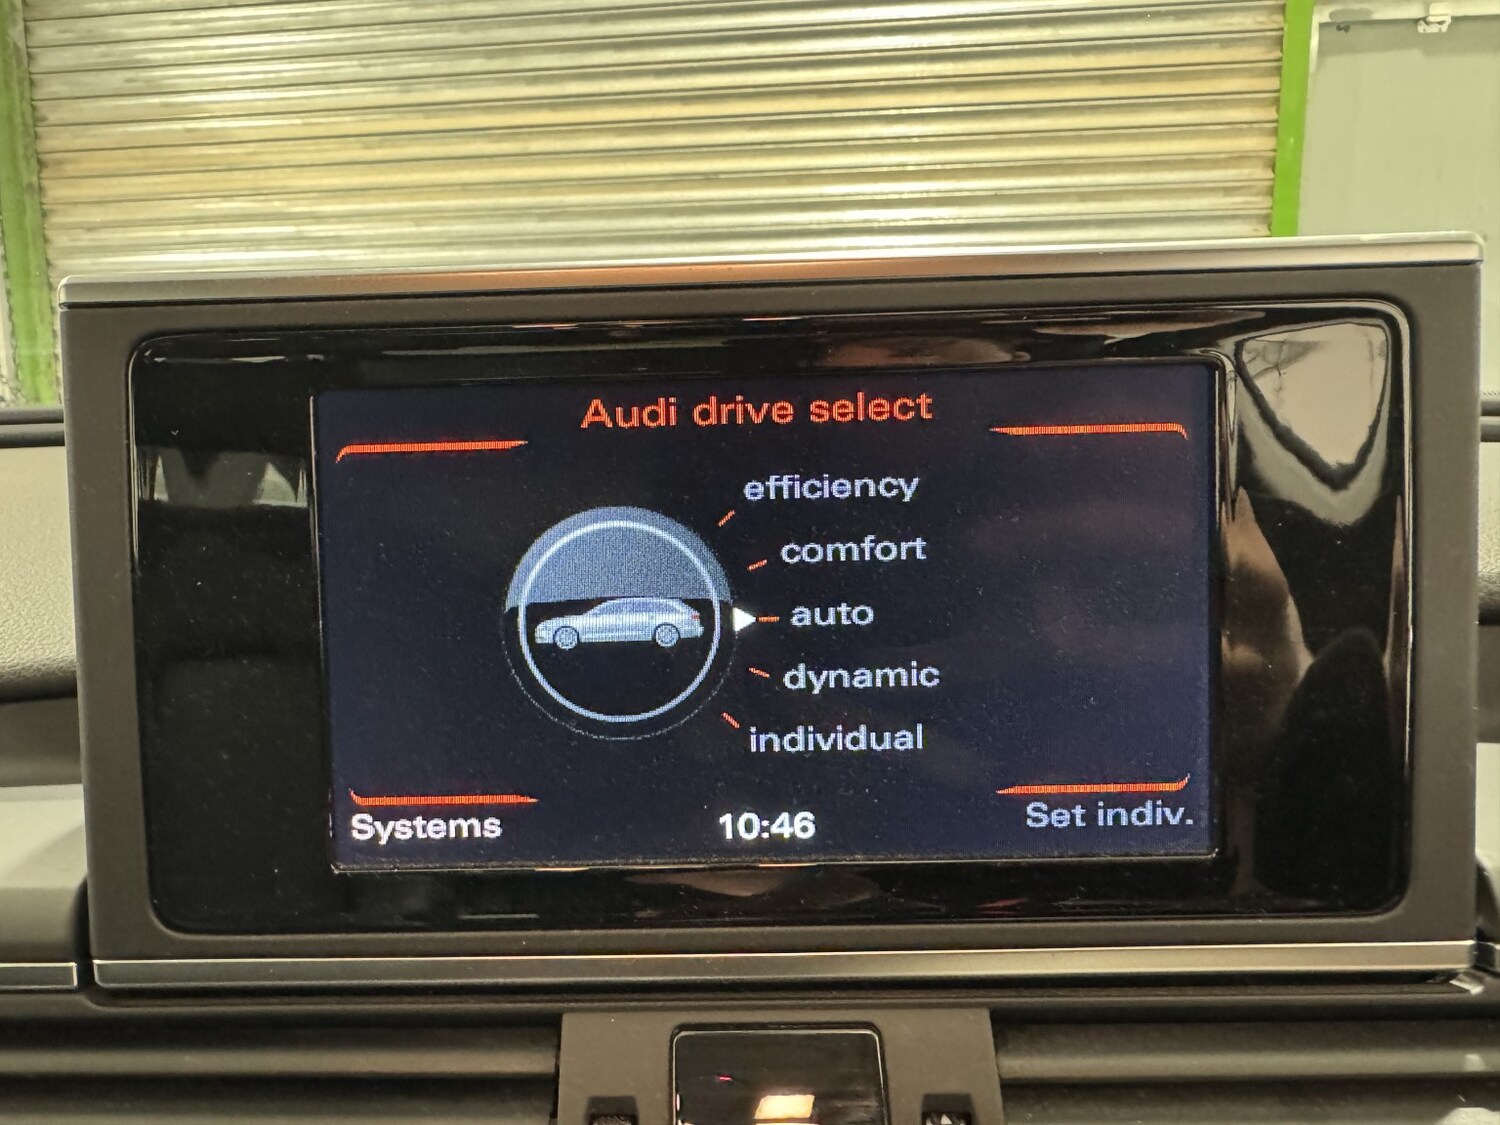 Audi drive select
efficiency
comfort
auto
dynamic
individual
Systems
10:46
Set indiv.